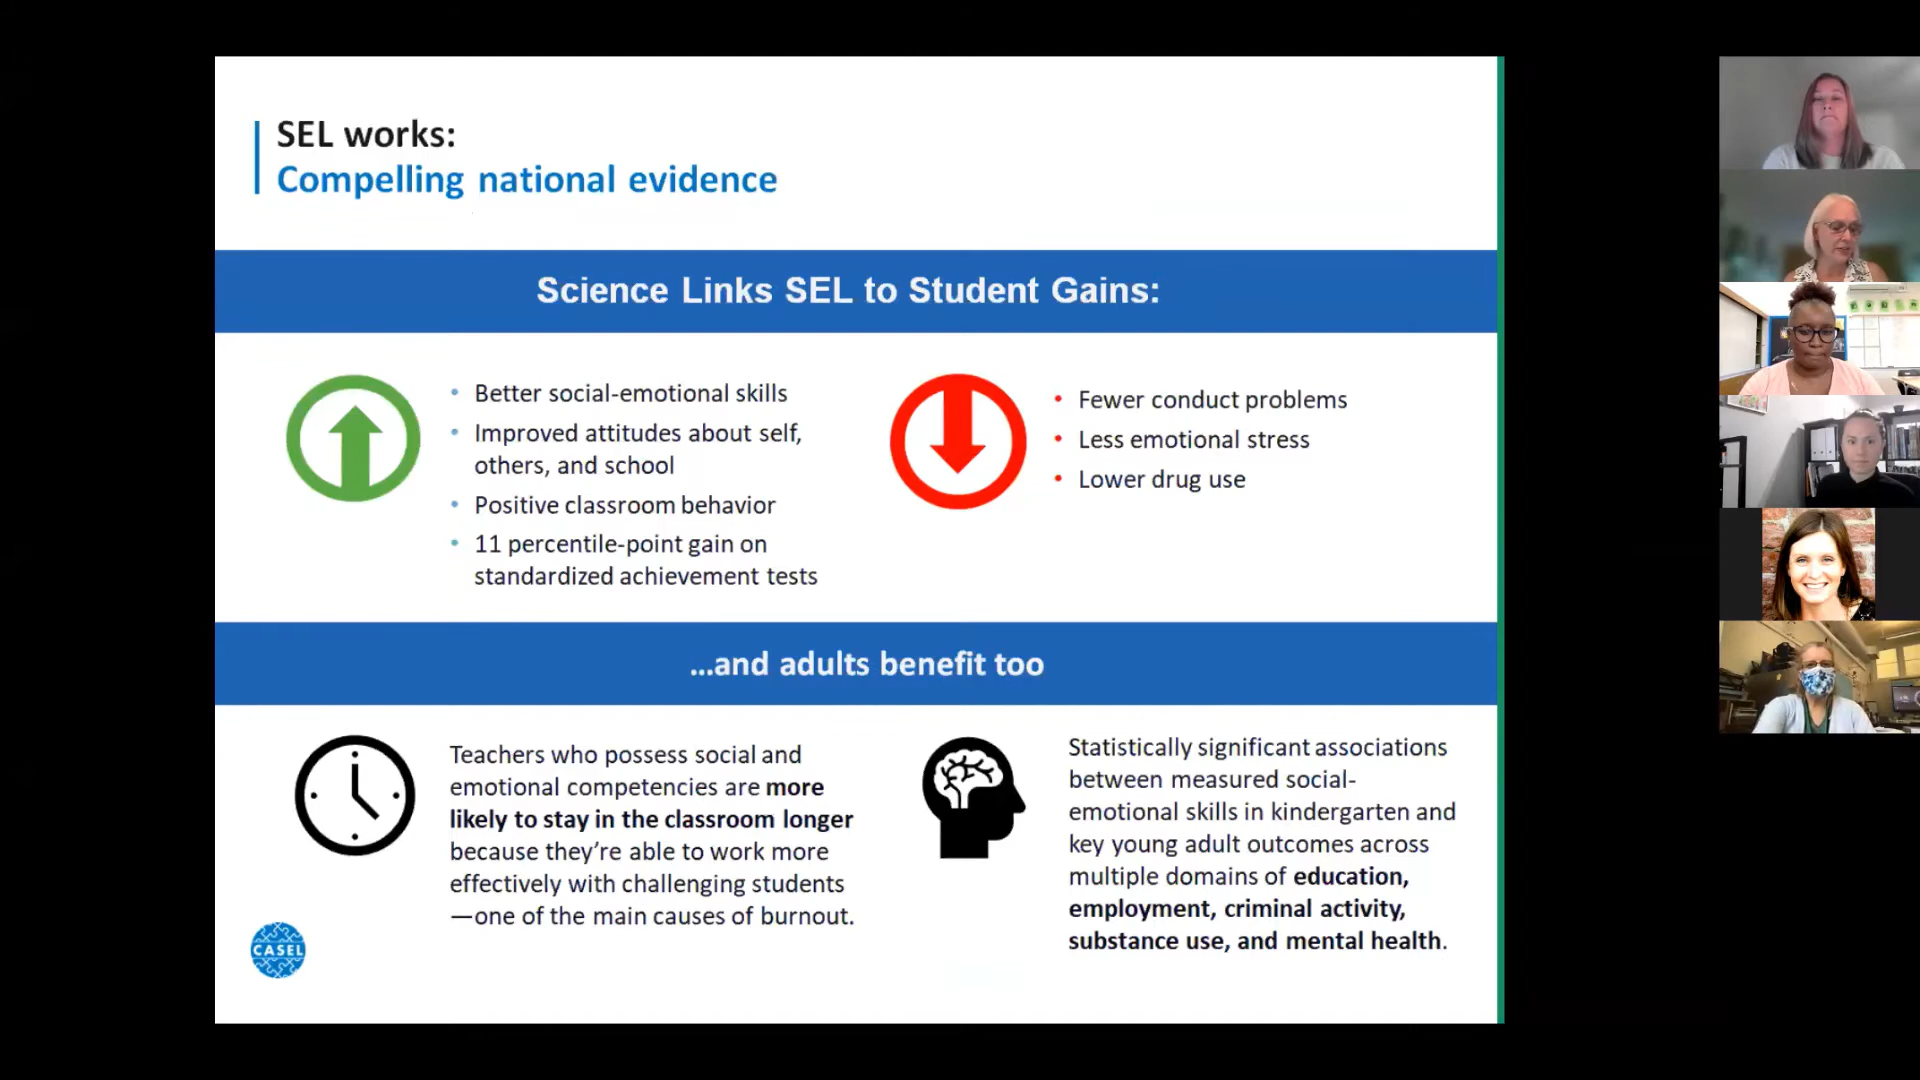 SEL works:
Compelling national evidence
Science Links SEL to Student Gains:
• Better social-emotional skills
• Improved attitudes about self,
others, and school
• Positive classroom behavior
• 11 percentile-point gain on
standardized achievement tests
• Fewer conduct problems
• Less emotional stress
• Lower drug use
...and adults benefit too
Teachers who possess social and
emotional competencies are more
likely to stay in the classroom longer
because they’re able to work more
effectively with challenging students
—one of the main causes of burnout.
Statistically significant associations
between measured social-
emotional skills in kindergarten and
key young adult outcomes across
multiple domains of education,
employment, criminal activity,
substance use, and mental health.
CASEL